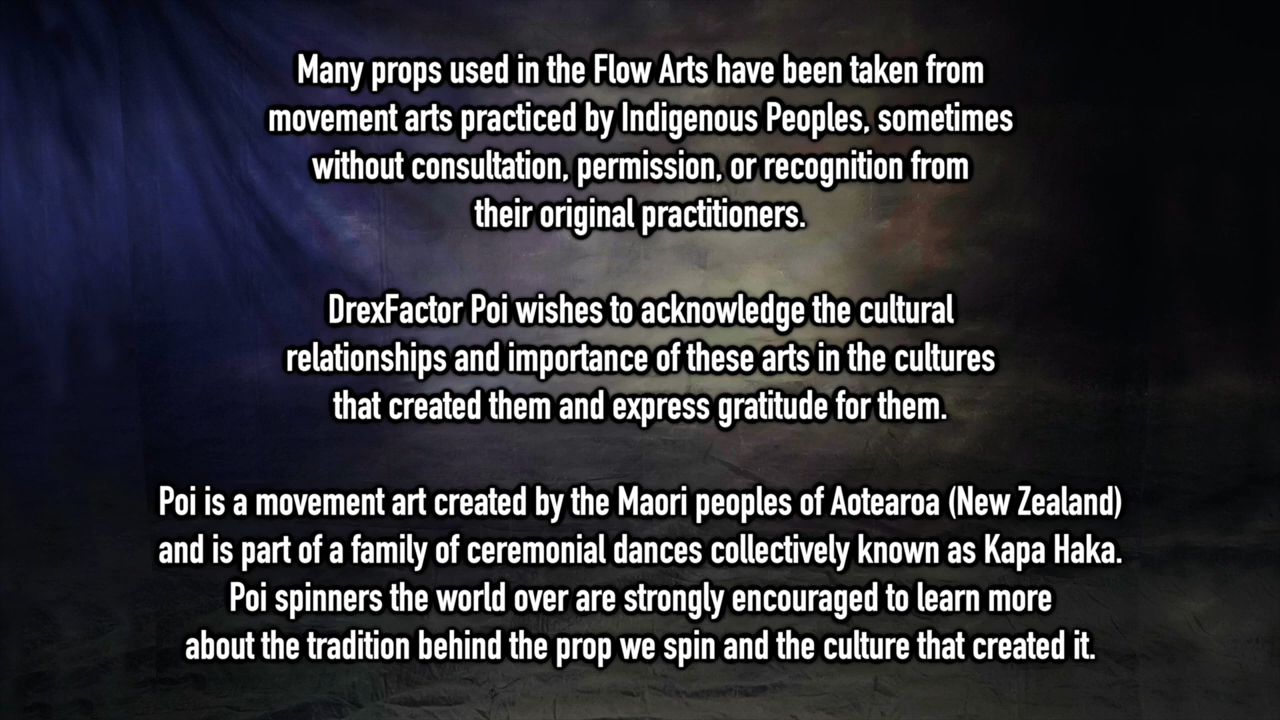 Many props used in the Flow Arts have been taken from
movement arts practiced by Indigenous Peoples, sometimes
without consultation, permission, or recognition from
their original practitioners.
DrexFactor Poi wishes to acknowledge the cultural
relationships and importance of these arts in the cultures
that created them and express gratitude for them.
Poi is a movement art created by the Maori peoples of Aotearoa (New Zealand)
and is part of a family of ceremonial dances collectively known as Kapa Haka.
Poi spinners the world over are strongly encouraged to learn more
about the tradition behind the prop we spin and the culture that created it.